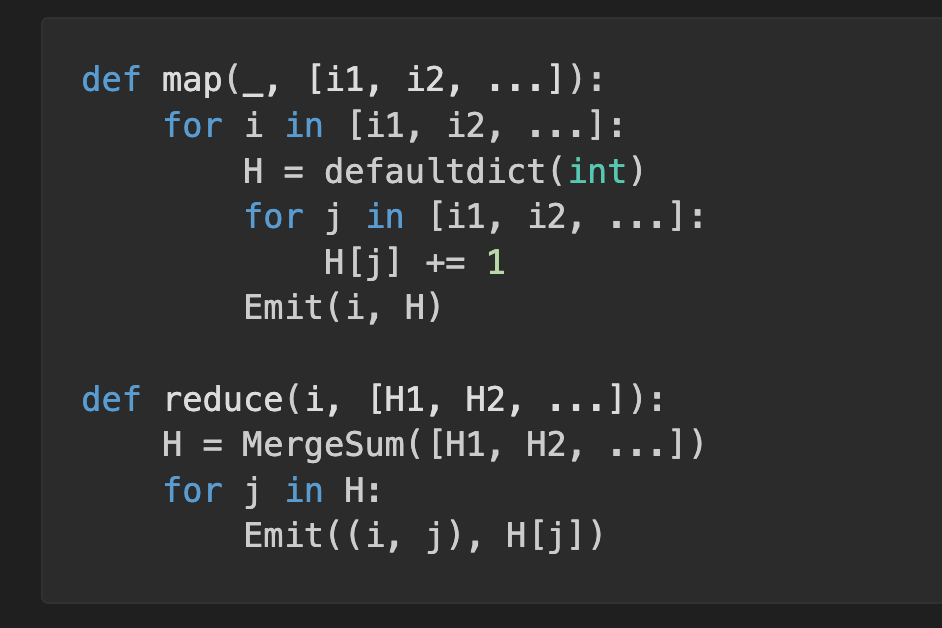 def map(_, [i1, i2, ...]):
    for i in [i1, i2, ...]:
        H = defaultdict(int)
        for j in [i1, i2, ...]:
            H[j] += 1
        Emit(i, H)

def reduce(i, [H1, H2, ...]):
    H = MergeSum([H1, H2, ...])
    for j in H:
        Emit((i, j), H[j])